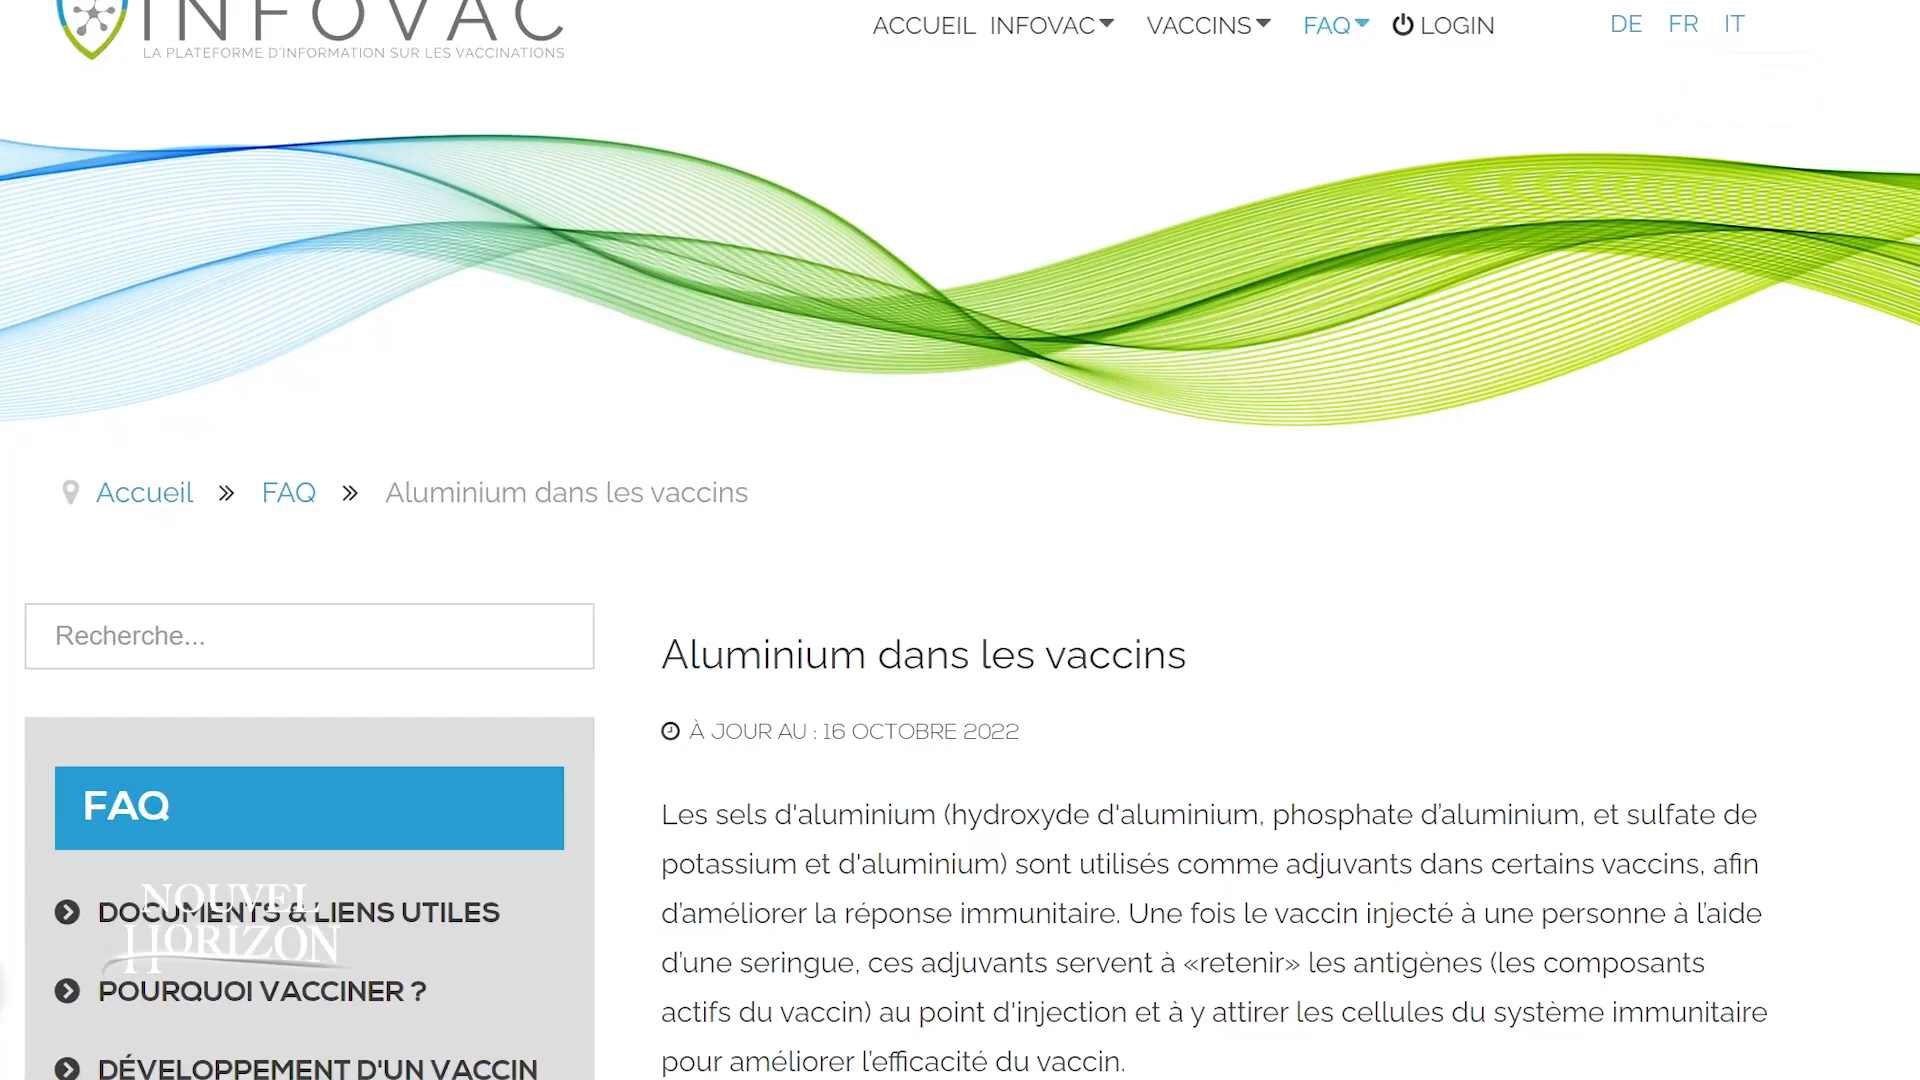 INFOVAC
LA PLATEFORME D'INFORMATION SUR LES VACCINATIONS
ACCUEIL INFOVAC VACCINS FAQ LOGIN DE FR IT
Accueil » FAQ » Aluminium dans les vaccins
Recherche...
Aluminium dans les vaccins
À JOUR AU : 16 OCTOBRE 2022
FAQ
DOCUMENTS & LIENS UTILES
POURQUOI VACCINER ?
DÉVELOPPEMENT D'UN VACCIN
NOUVEL
HORIZON
Les sels d'aluminium (hydroxyde d'aluminium, phosphate d’aluminium, et sulfate de
potassium et d'aluminium) sont utilisés comme adjuvants dans certains vaccins, afin
d’améliorer la réponse immunitaire. Une fois le vaccin injecté à une personne à l’aide
d’une seringue, ces adjuvants servent à «retenir» les antigènes (les composants
actifs du vaccin) au point d'injection et à y attirer les cellules du système immunitaire
pour améliorer l’efficacité du vaccin.